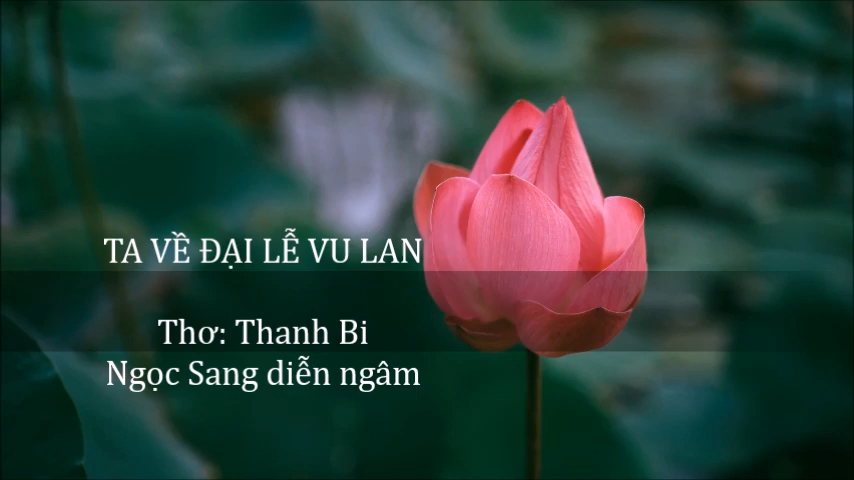 TA VỀ ĐẠI LỄ VU LAN
Thơ: Thanh Bi
Ngọc Sang diễn ngâm